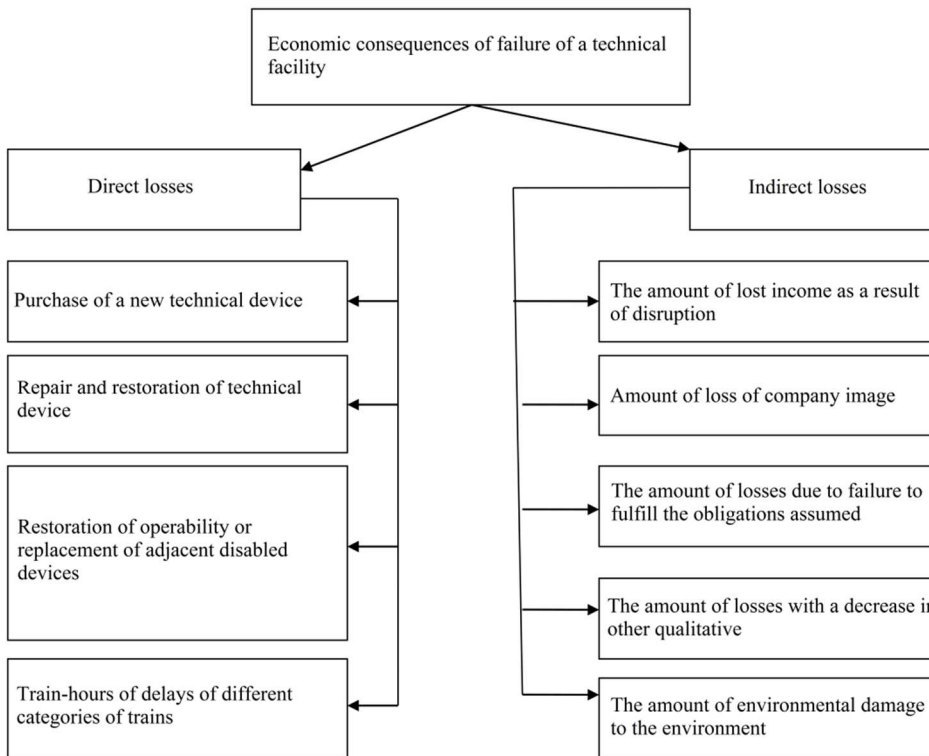 Economic consequences of failure of a technical
facility
Direct losses
Indirect losses
Purchase of a new technical device
The amount of lost income as a result
of disruption
Repair and restoration of technical
device
Amount of loss of company image
Restoration of operability or
replacement of adjacent disabled
devices
The amount of losses due to failure to
fulfill the obligations assumed
The amount of losses with a decrease in
other qualitative
Train-hours of delays of different
categories of trains
The amount of environmental damage
to the environment